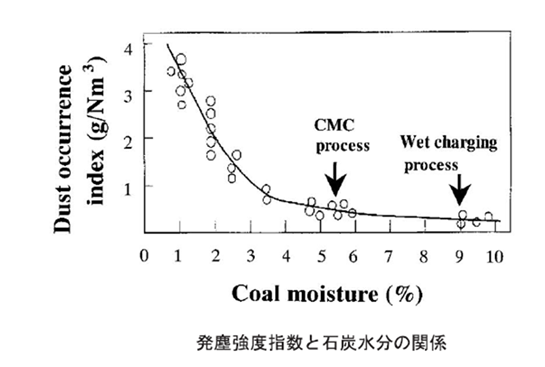 Dust occurrence
index (g/Nm³)
4
3
2
1
CMC
process
Wet charging
process
0 1 2 3 4 5 6 7 8 9 10
Coal moisture (%)
発塵強度指数と石炭水分の関係